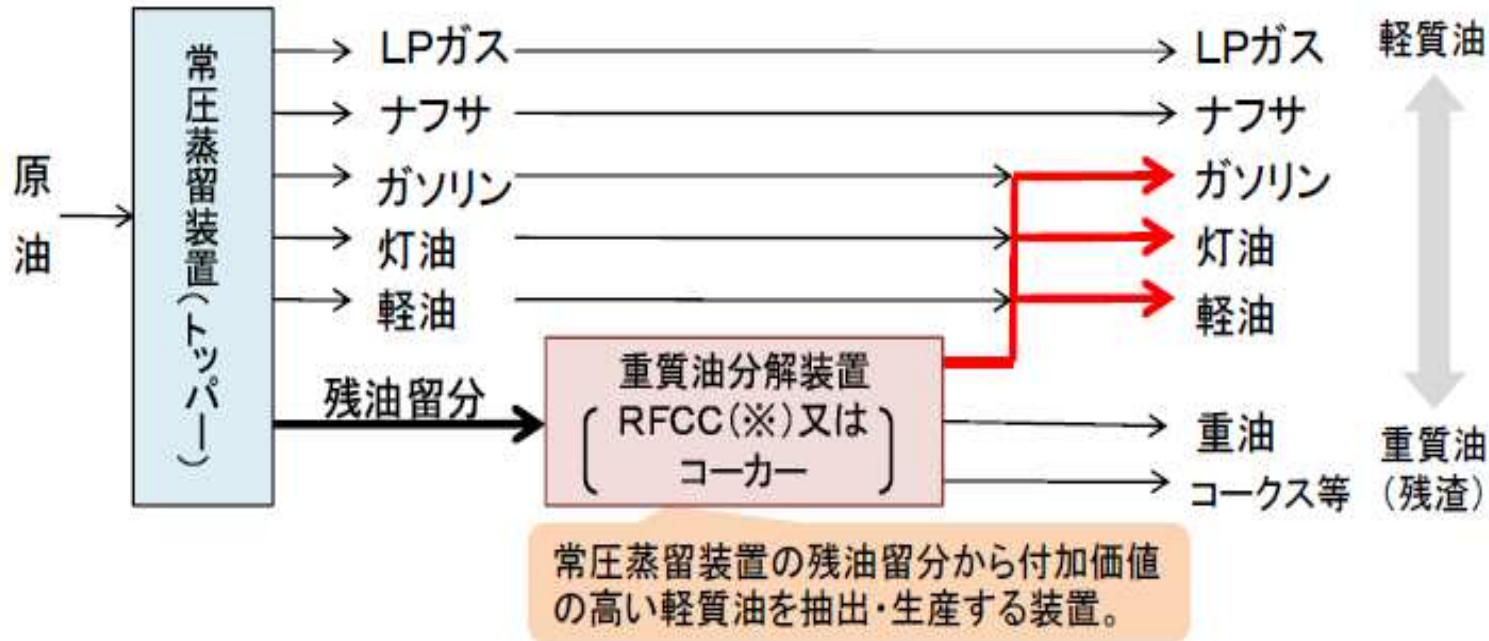 原油
常圧蒸留装置(トッパー)
LPガス
ナフサ
ガソリン
灯油
軽油
残油留分
重質油分解装置
RFCC(※)又は
コーカー
常圧蒸留装置の残油留分から付加価値
の高い軽質油を抽出・生産する装置。
LPガス
ナフサ
ガソリン
灯油
軽油
重油
コークス等
軽質油
重質油
(残渣)